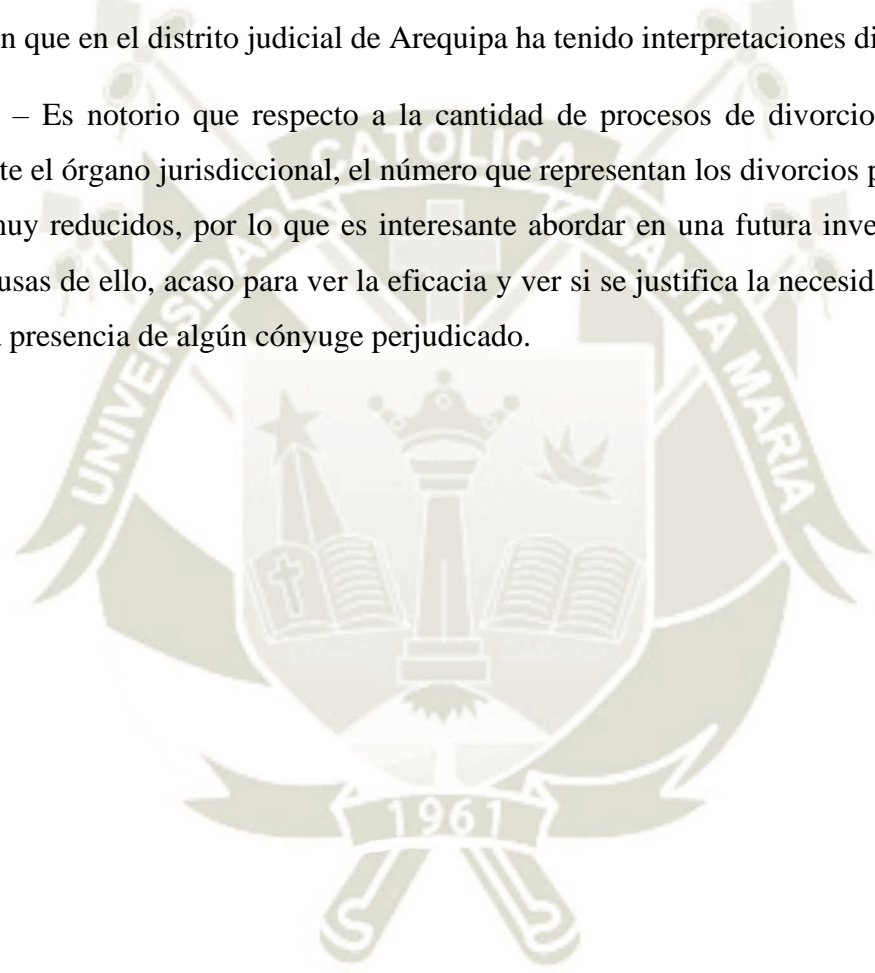 n que en el distrito judicial de Arequipa ha tenido interpretaciones di
– Es notorio que respecto a la cantidad de procesos de divorcio
te el órgano jurisdiccional, el número que representan los divorcios p
muy reducidos, por lo que es interesante abordar en una futura inve
usas de ello, acaso para ver la eficacia y ver si se justifica la necesid
presencia de algún cónyuge perjudicado.
UNIVERSIDAD CATOLICA SANTA MARIA
1961